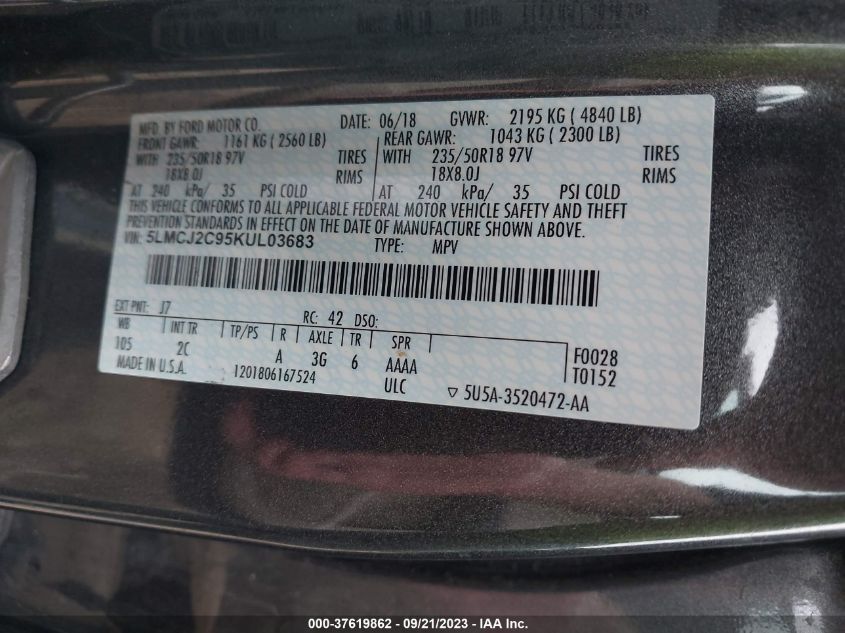 MFD. BY FORD MOTOR CO. DATE: 06/18 GVWR: 2195 KG ( 4840 LB)
FRONT GAWR: 1161 KG ( 2560 LB) REAR GAWR: 1043 KG ( 2300 LB)
WITH 235/50R18 97V TIRES WITH 235/50R18 97V TIRES
18X8.0J RIMS 18X8.0J RIMS
AT 240 kPa/ 35 PSI COLD AT 240 kPa/ 35 PSI COLD
THIS VEHICLE CONFORMS TO ALL APPLICABLE FEDERAL MOTOR VEHICLE SAFETY AND THEFT
PREVENTION STANDARDS IN EFFECT ON THE DATE OF MANUFACTURE SHOWN ABOVE.
VIN: 5LMCJ2C95KUL03683 TYPE: MPV
EXT PNT: J7 RC: 42 DSO:
WB INT TR TP/PS R AXLE TR SPR
105 2C A 3G 6 AAAA F0028
MADE IN U.S.A. 1201806167524 ULC T0152
▽ 5U5A-3520472-AA
000-37619862 - 09/21/2023 - IAA Inc.